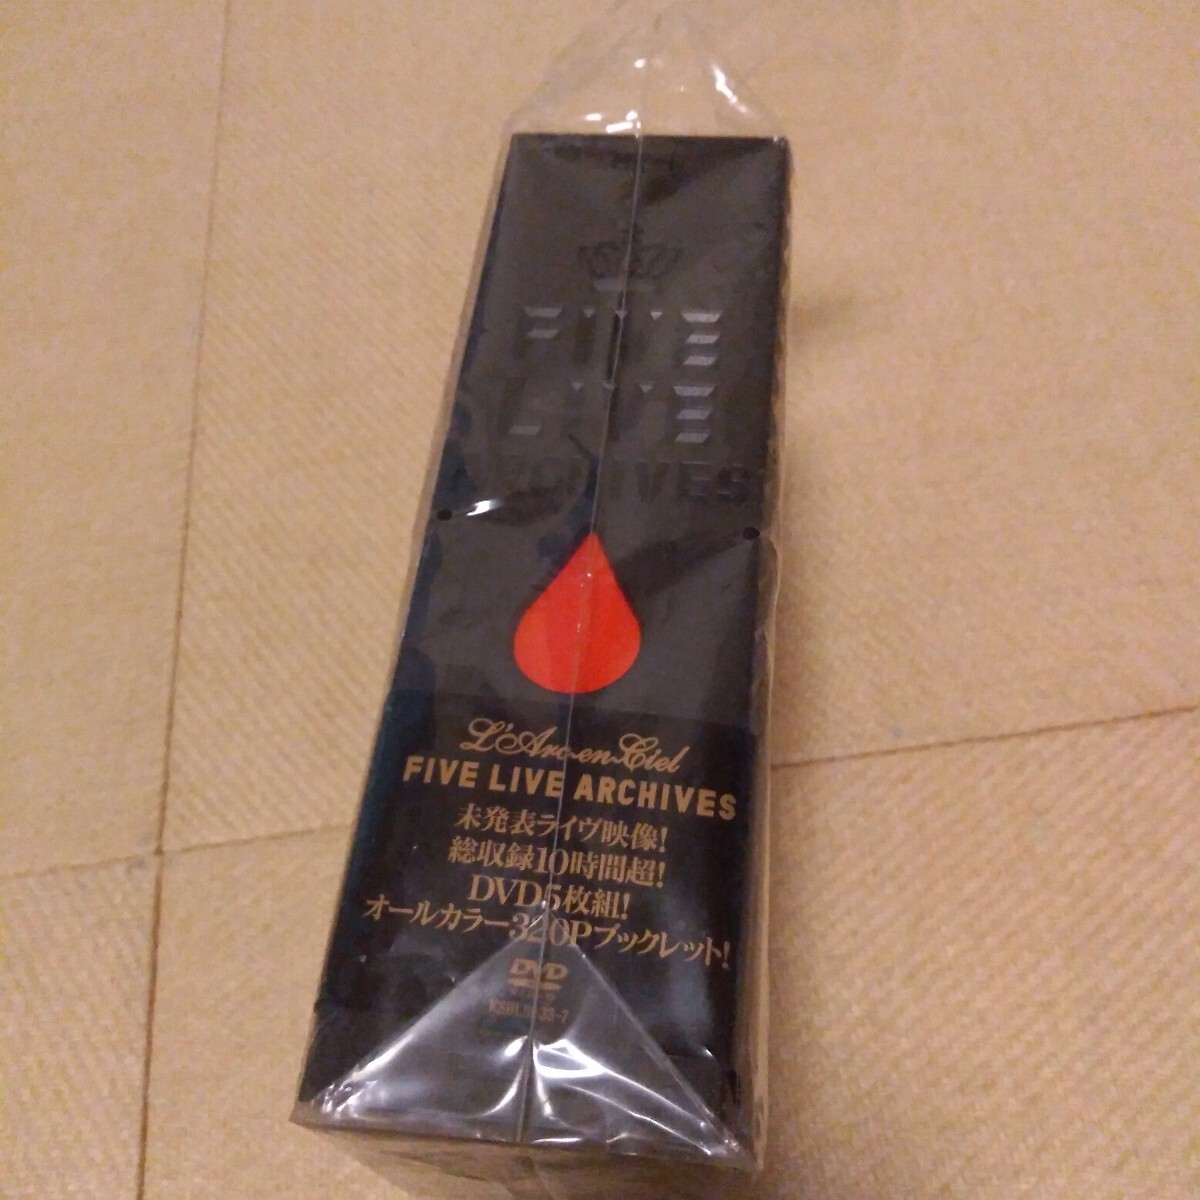 FIVE
LIVE
ARCHIVES
L'Arc~en~Ciel
FIVE LIVE ARCHIVES
未発表ライヴ映像!
総収録10時間超!
DVD5枚組!
オールカラー320Pブックレット!
DVD